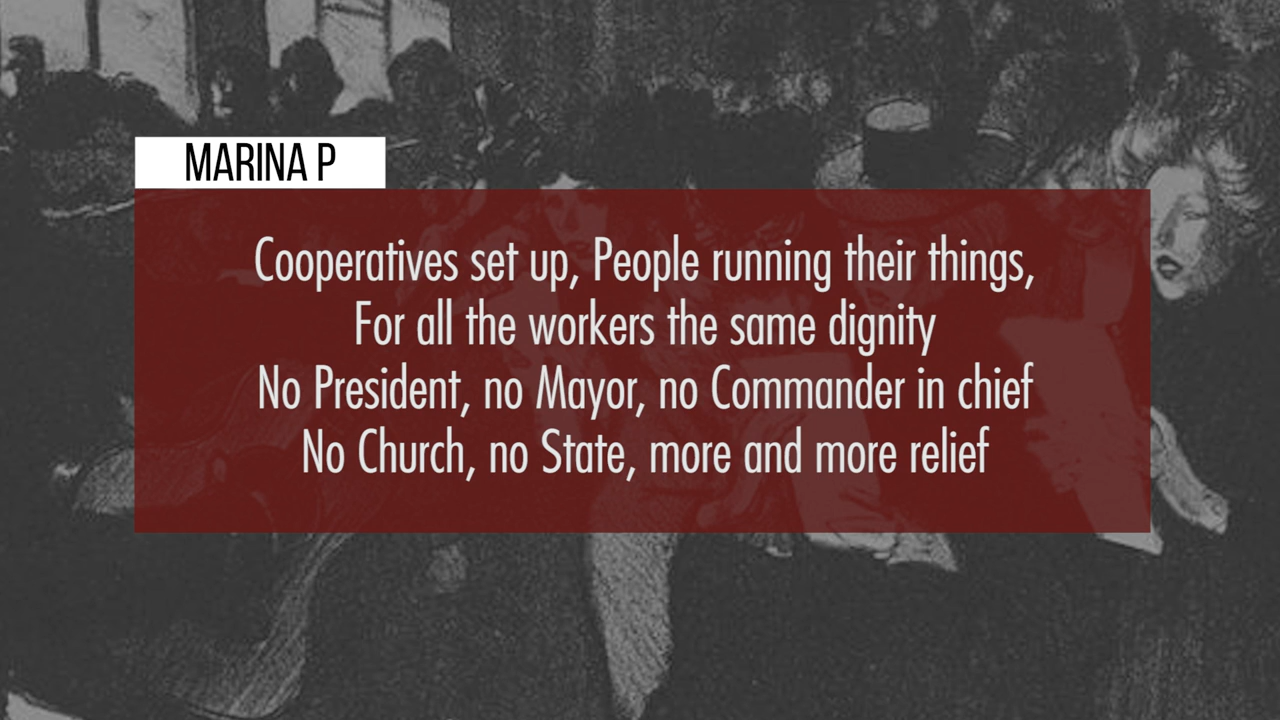 MARINA P
Cooperatives set up, People running their things,
For all the workers the same dignity
No President, no Mayor, no Commander in chief
No Church, no State, more and more relief